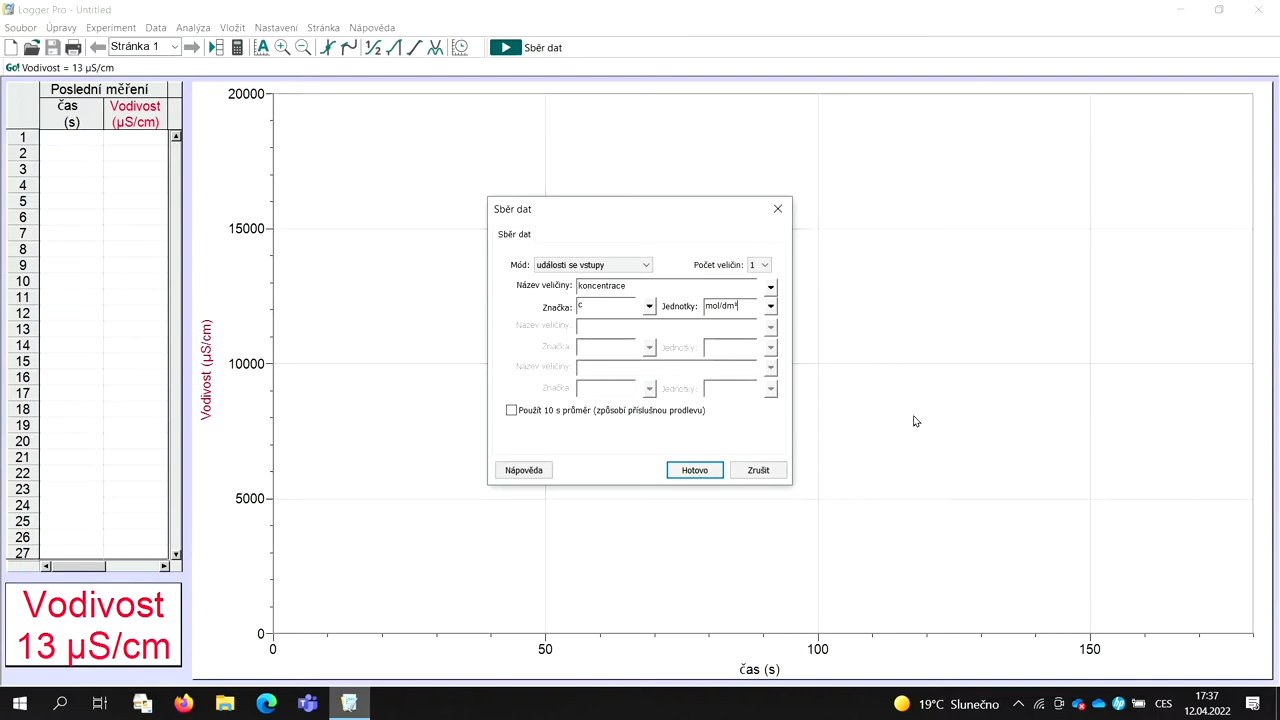 Logger Pro - Untitled
Soubor Úpravy Experiment Data Analýza Vložit Nastavení Stránka Nápověda
Stránka 1
Sběr dat
Go! Vodivost = 13 µS/cm
Poslední měření
čas Vodivost
(s) (µS/cm)
1
2
3
4
5
6
7
8
9
10
11
12
13
14
15
16
17
18
19
20
21
22
23
24
25
26
27
Vodivost
13 µS/cm
20000
15000
10000
5000
0
Vodivost (µS/cm)
0 50 100 150
čas (s)
Sběr dat
Sběr dat
Mód: události se vstupy Počet veličin: 1
Název veličiny: koncentrace
Značka: c Jednotky: mol/dm³
Název veličiny:
Značka: Jednotky:
Název veličiny:
Značka: Jednotky:
Použít 10 s průměr (způsobí příslušnou prodlevu)
Nápověda Hotovo Zrušit
19°C Slunečno CES 17:37
12.04.2022